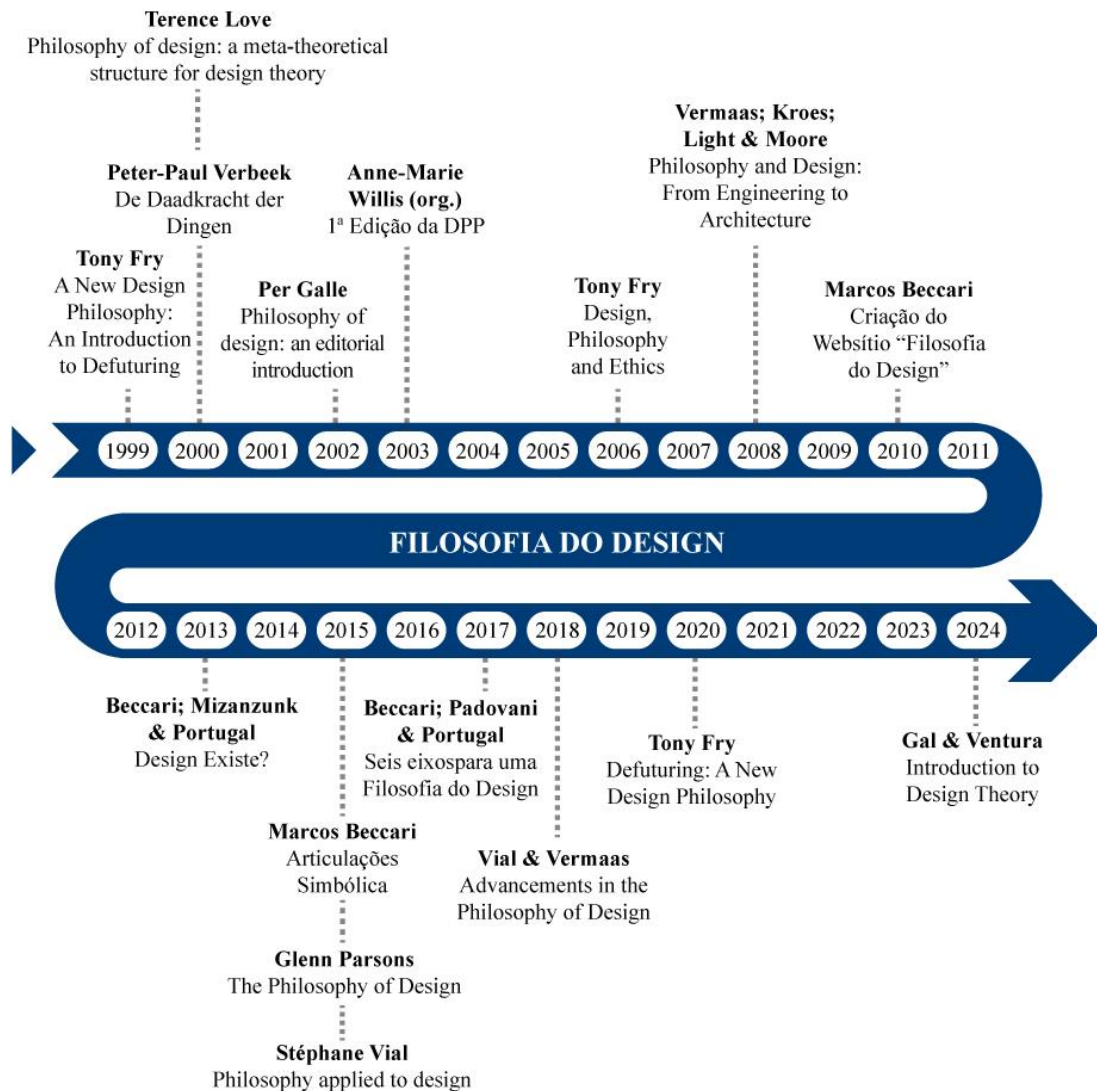 Terence Love
Philosophy of design: a meta-theoretical
structure for design theory
Peter-Paul Verbeek
De Daadkracht der
Dingen
Tony Fry
A New Design
Philosophy:
An Introduction
to Defuturing
Per Galle
Philosophy of
design: an editorial
introduction
Anne-Marie
Willis (org.)
1ª Edição da DPP
Tony Fry
Design,
Philosophy
and Ethics
Vermaas; Kroes;
Light & Moore
Philosophy and Design:
From Engineering to
Architecture
Marcos Beccari
Criação do
Websítio “Filosofia
do Design”
1999 2000 2001 2002 2003 2004 2005 2006 2007 2008 2009 2010 2011
FILOSOFIA DO DESIGN
2012 2013 2014 2015 2016 2017 2018 2019 2020 2021 2022 2023 2024
Beccari; Mizanzunk
& Portugal
Design Existe?
Marcos Beccari
Articulações
Simbólica
Glenn Parsons
The Philosophy of Design
Stéphane Vial
Philosophy applied to design
Beccari; Padovani
& Portugal
Seis eixospara uma
Filosofia do Design
Vial & Vermaas
Advancements in the
Philosophy of Design
Tony Fry
Defuturing: A New
Design Philosophy
Gal & Ventura
Introduction to
Design Theory